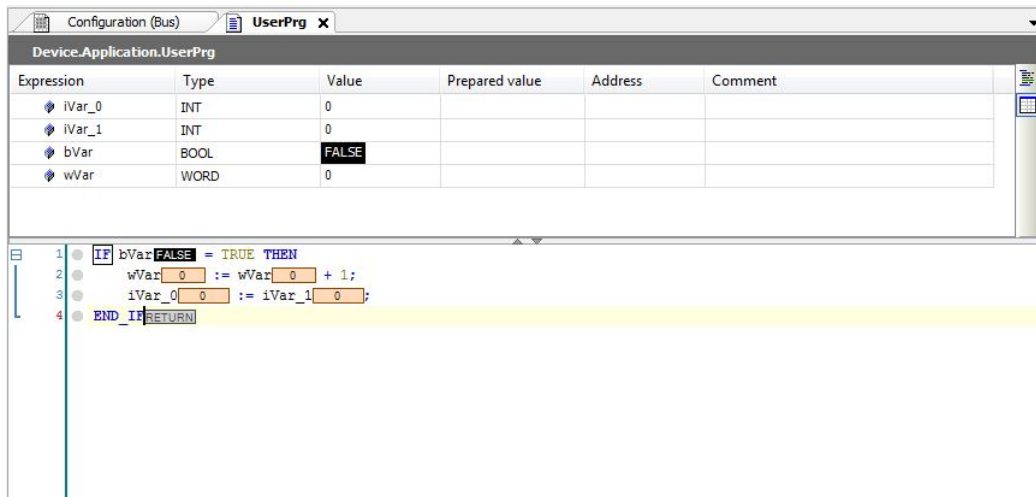 Configuration (Bus) UserPrg X
Device.Application.UserPrg
Expression Type Value Prepared value Address Comment
iVar_0 INT 0
iVar_1 INT 0
bVar BOOL FALSE
wVar WORD 0
1 IF bVar FALSE = TRUE THEN
2 wVar 0 := wVar 0 + 1;
3 iVar_0 0 := iVar_1 0 ;
4 END_IF RETURN